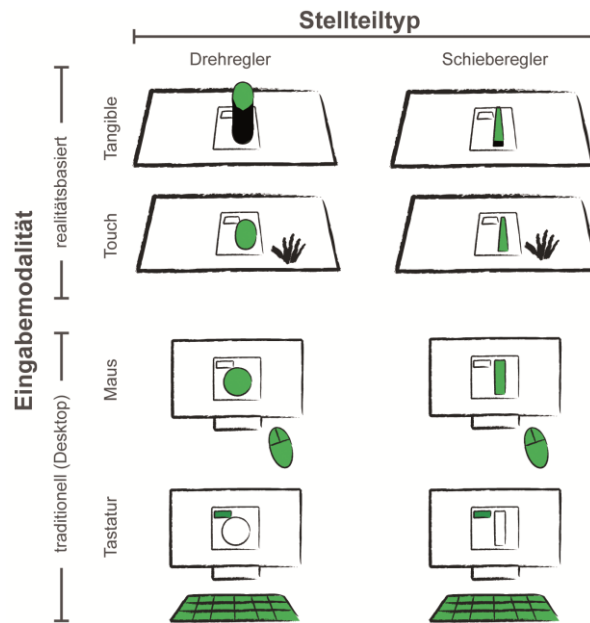 Stellteiltyp
Drehregler
Schieberegler
Eingabemodalität
realitätsbasiert
Tangible
Touch
traditionell (Desktop)
Maus
Tastatur